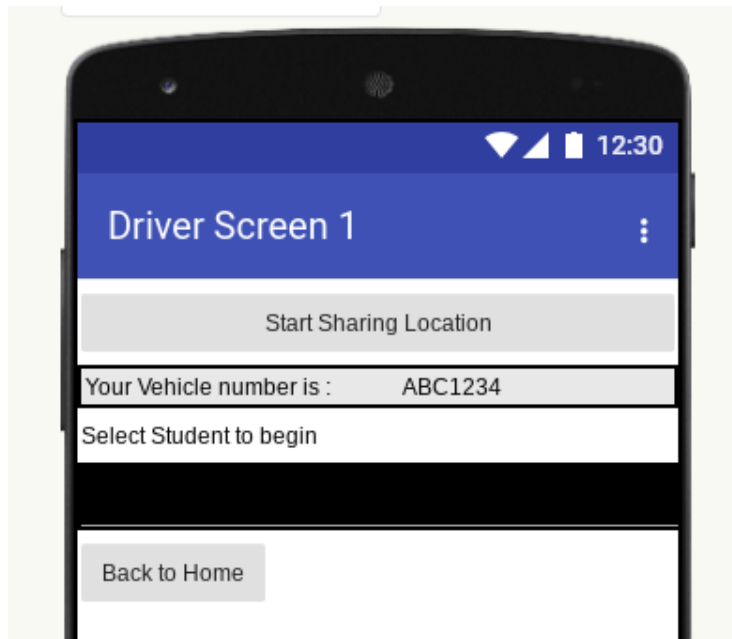 12:30
Driver Screen 1
Start Sharing Location
Your Vehicle number is : ABC1234
Select Student to begin
Back to Home